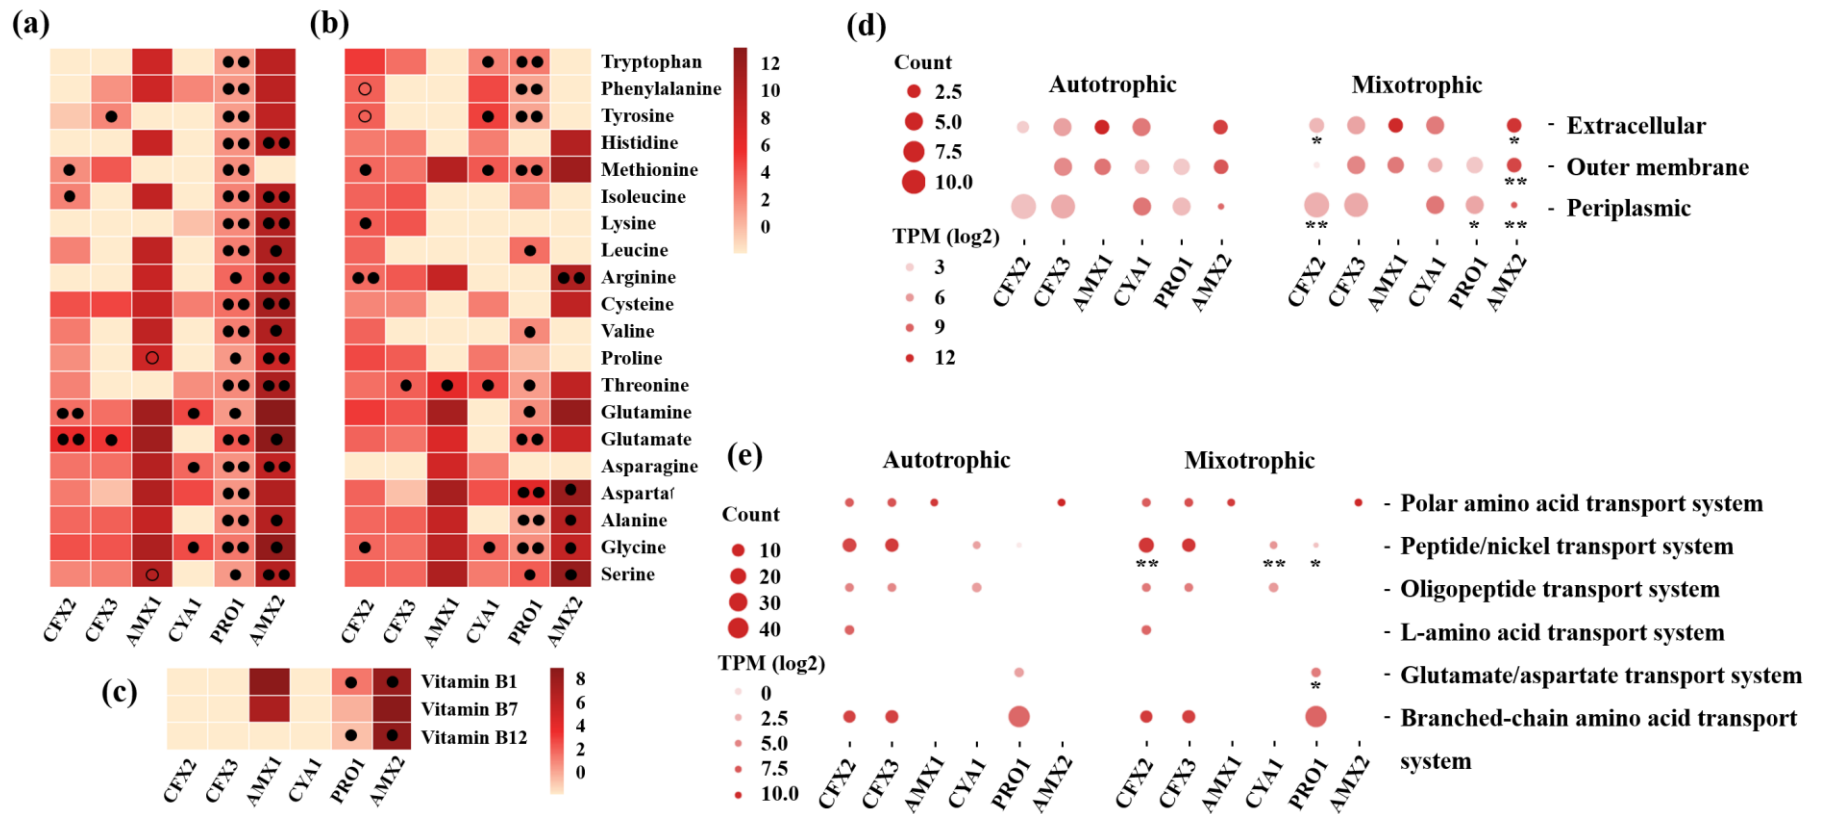 (a)
(b)
Tryptophan
Phenylalanine
Tyrosine
Histidine
Methionine
Isoleucine
Lysine
Leucine
Arginine
Cysteine
Valine
Proline
Threonine
Glutamine
Glutamate
Asparagine
Aspartat
Alanine
Glycine
Serine
12
10
8
6
4
2
0
CFX2
CFX3
AMX1
CYA1
PRO1
AMX2
CFX2
CFX3
AMX1
CYA1
PRO1
AMX2
(c)
Vitamin B1
Vitamin B7
Vitamin B12
8
6
4
2
0
CFX2
CFX3
AMX1
CYA1
PRO1
AMX2
(d)
Count
2.5
5.0
7.5
10.0
TPM (log2)
3
6
9
12
Autotrophic
Mixotrophic
- Extracellular
* *
- Outer membrane
**
- Periplasmic
** * **
CFX2
CFX3
AMX1
CYA1
PRO1
AMX2
CFX2
CFX3
AMX1
CYA1
PRO1
AMX2
(e)
Autotrophic
Mixotrophic
Count
10
20
30
40
TPM (log2)
0
2.5
5.0
7.5
10.0
- Polar amino acid transport system
- Peptide/nickel transport system
** ** *
- Oligopeptide transport system
- L-amino acid transport system
- Glutamate/aspartate transport system
*
- Branched-chain amino acid transport
system
CFX2
CFX3
AMX1
CYA1
PRO1
AMX2
CFX2
CFX3
AMX1
CYA1
PRO1
AMX2